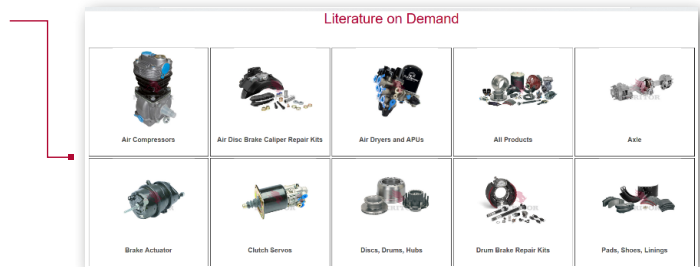 Literature on Demand
Air Compressors
Air Disc Brake Caliper Repair Kits
Air Dryers and APUs
All Products
Axle
Brake Actuator
Clutch Servos
Discs, Drums, Hubs
Drum Brake Repair Kits
Pads, Shoes, Linings